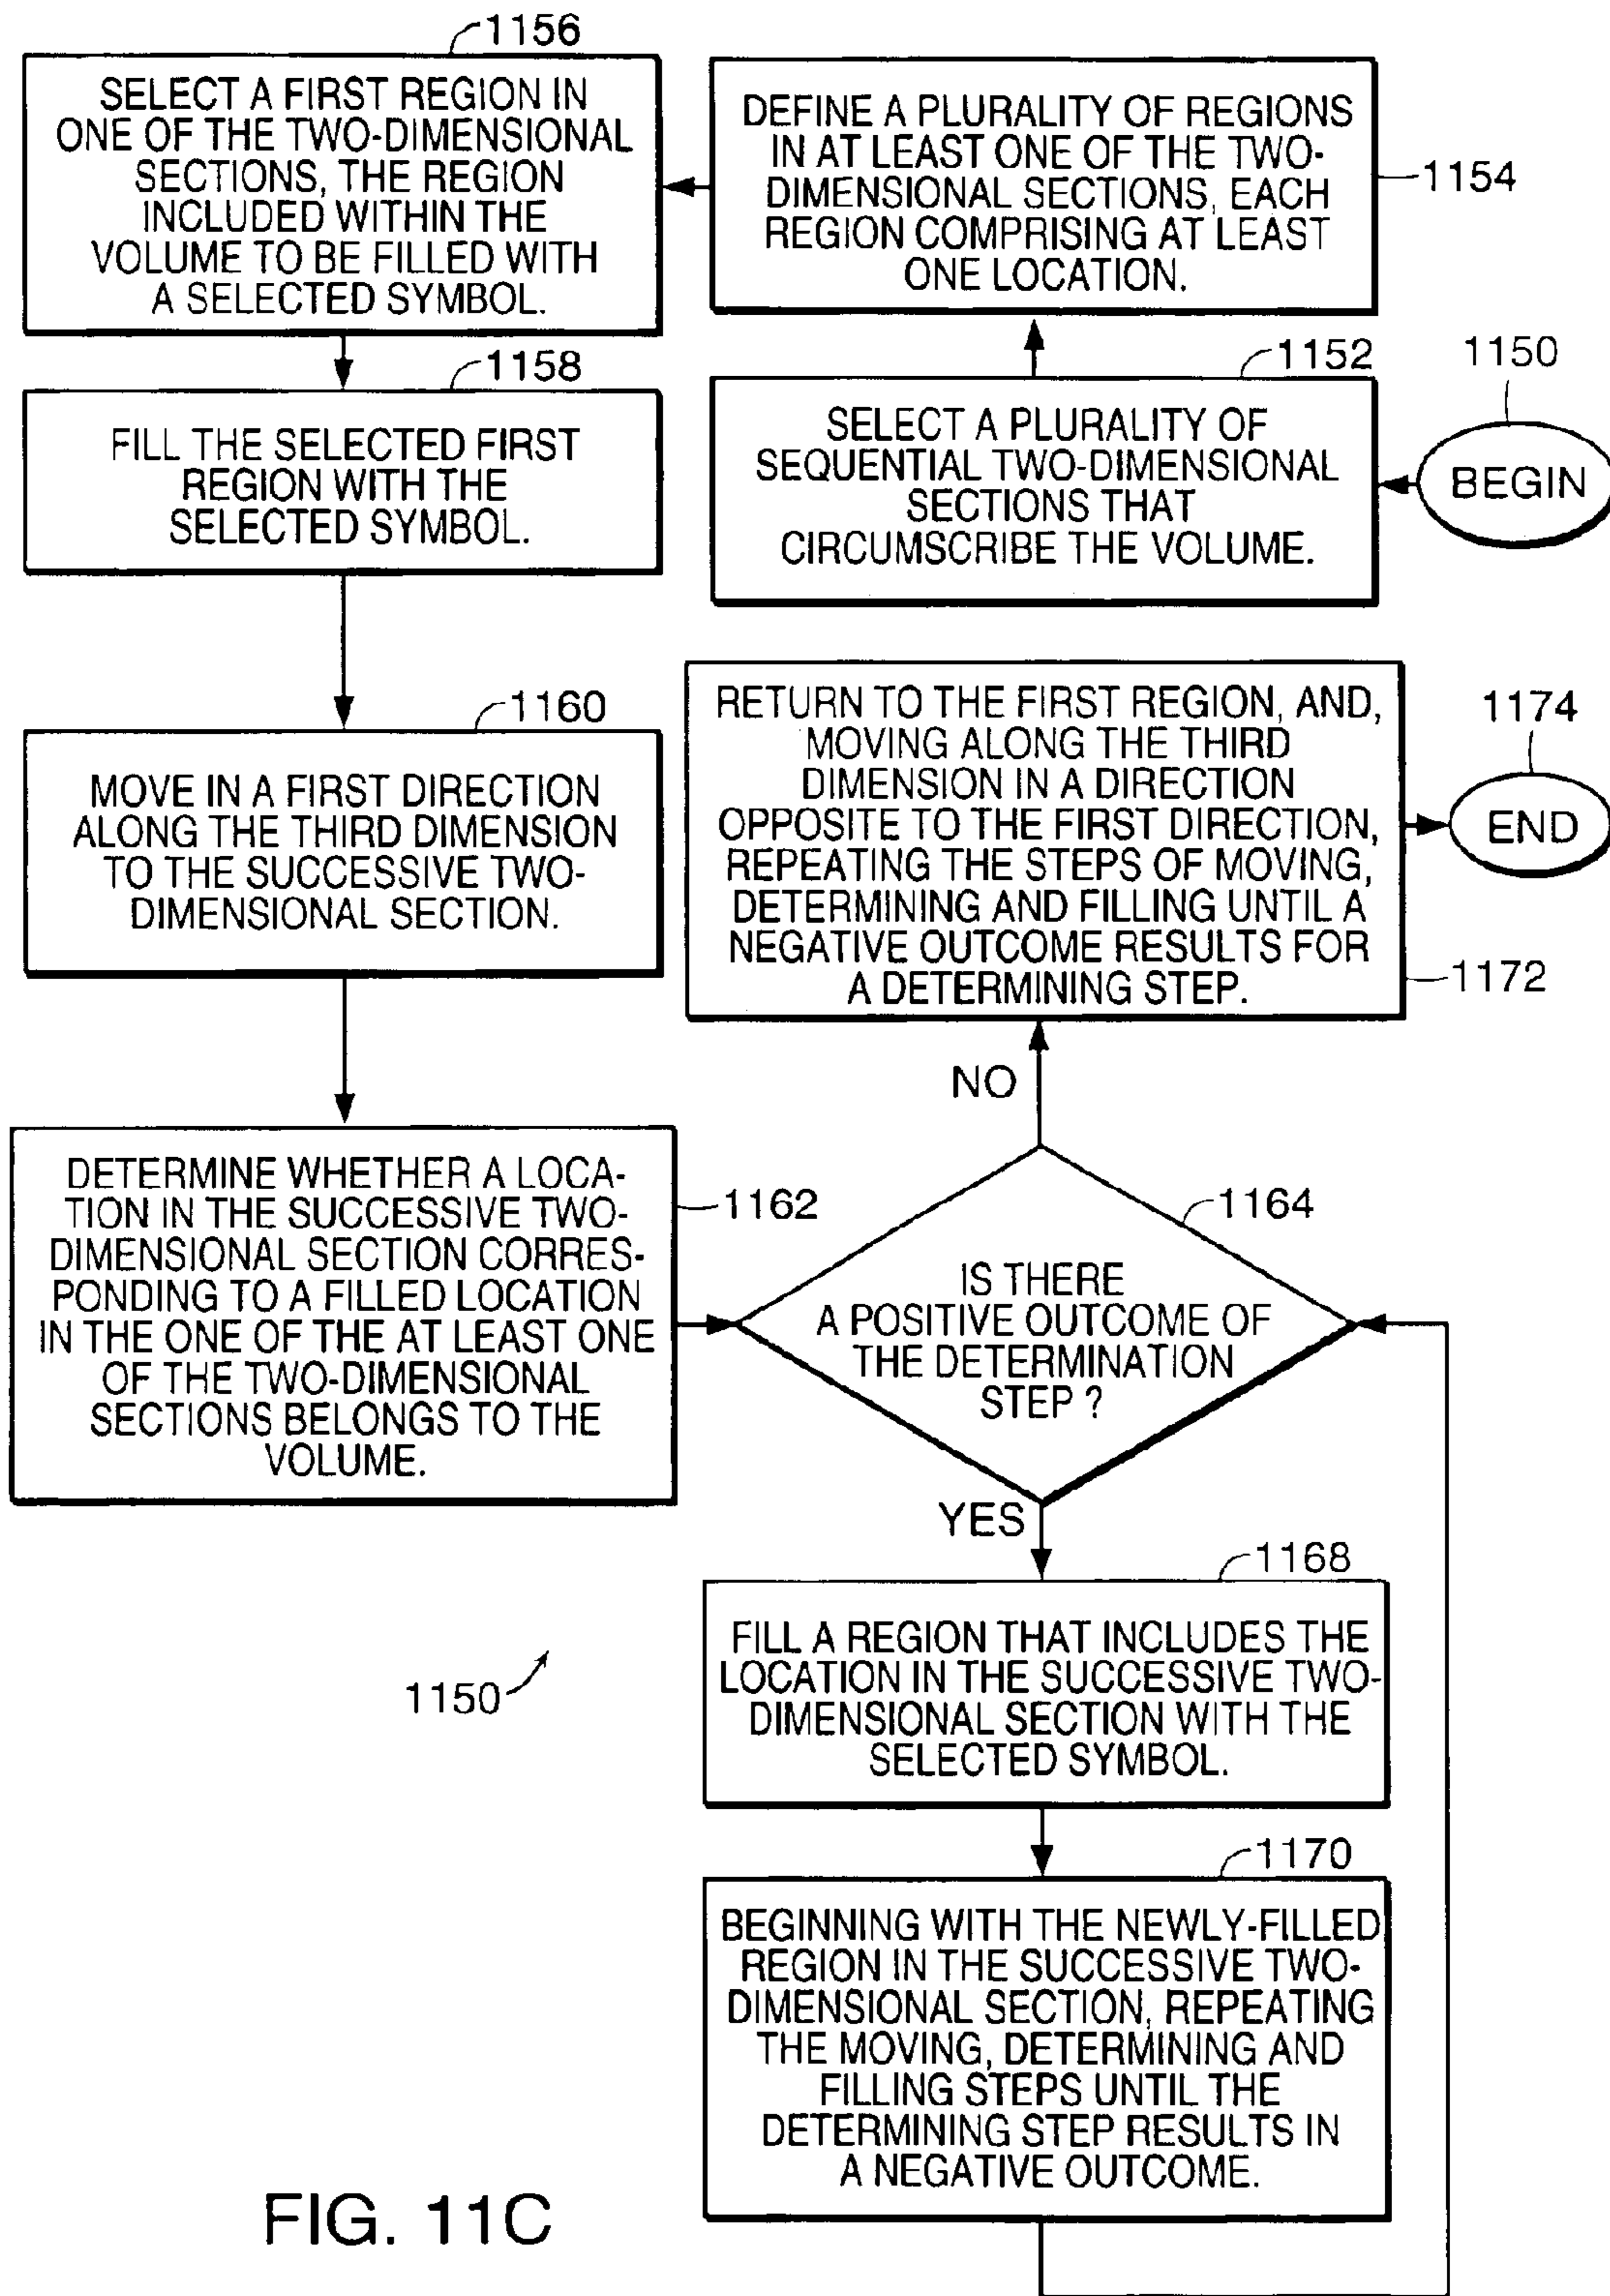 1156
SELECT A FIRST REGION IN
ONE OF THE TWO-DIMENSIONAL
SECTIONS, THE REGION
INCLUDED WITHIN THE
VOLUME TO BE FILLED WITH
A SELECTED SYMBOL.
DEFINE A PLURALITY OF REGIONS
IN AT LEAST ONE OF THE TWO-
DIMENSIONAL SECTIONS, EACH
REGION COMPRISING AT LEAST
ONE LOCATION.
1154
1158
FILL THE SELECTED FIRST
REGION WITH THE
SELECTED SYMBOL.
1152
SELECT A PLURALITY OF
SEQUENTIAL TWO-DIMENSIONAL
SECTIONS THAT
CIRCUMSCRIBE THE VOLUME.
1150
BEGIN
1160
MOVE IN A FIRST DIRECTION
ALONG THE THIRD DIMENSION
TO THE SUCCESSIVE TWO-
DIMENSIONAL SECTION.
RETURN TO THE FIRST REGION, AND,
MOVING ALONG THE THIRD
DIMENSION IN A DIRECTION
OPPOSITE TO THE FIRST DIRECTION,
REPEATING THE STEPS OF MOVING,
DETERMINING AND FILLING UNTIL A
NEGATIVE OUTCOME RESULTS FOR
A DETERMINING STEP.
1172
1174
END
DETERMINE WHETHER A LOCA-
TION IN THE SUCCESSIVE TWO-
DIMENSIONAL SECTION CORRES-
PONDING TO A FILLED LOCATION
IN THE ONE OF THE AT LEAST ONE
OF THE TWO-DIMENSIONAL
SECTIONS BELONGS TO THE
VOLUME.
1162
NO
1164
IS THERE
A POSITIVE OUTCOME OF
THE DETERMINATION
STEP ?
YES
1168
FILL A REGION THAT INCLUDES THE
LOCATION IN THE SUCCESSIVE TWO-
DIMENSIONAL SECTION WITH THE
SELECTED SYMBOL.
1150
1170
BEGINNING WITH THE NEWLY-FILLED
REGION IN THE SUCCESSIVE TWO-
DIMENSIONAL SECTION, REPEATING
THE MOVING, DETERMINING AND
FILLING STEPS UNTIL THE
DETERMINING STEP RESULTS IN
A NEGATIVE OUTCOME.
FIG. 11C